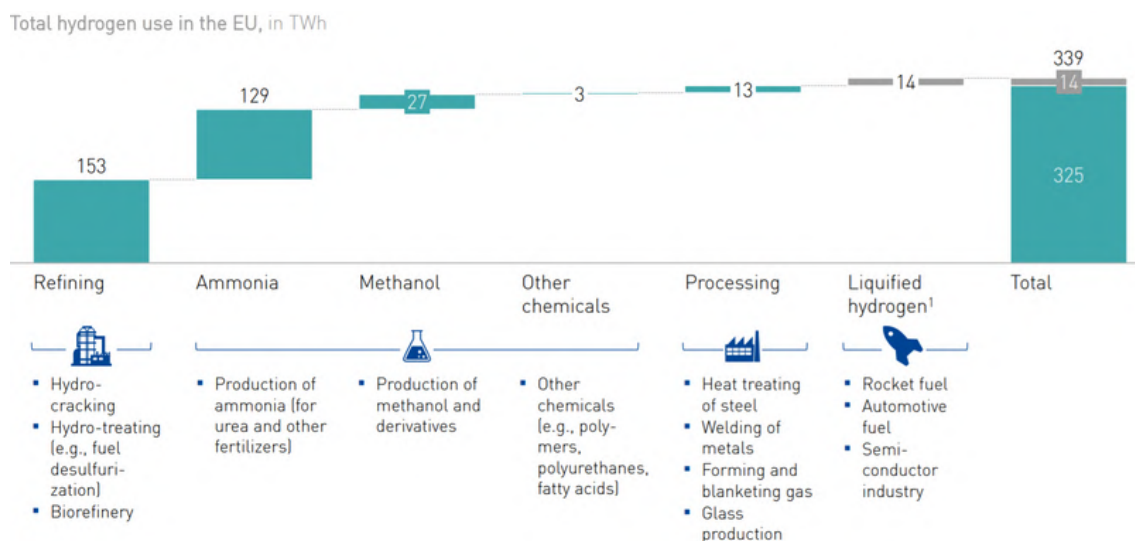 Total hydrogen use in the EU, in TWh
339
14
325
14
13
3
27
129
153
Refining
Ammonia
Methanol
Other
chemicals
Processing
Liquified
hydrogen¹
Total
▪ Hydro-
cracking
▪ Hydro-treating
(e.g., fuel
desulfuri-
zation)
▪ Biorefinery
▪ Production of
ammonia (for
urea and other
fertilizers)
▪ Production of
methanol and
derivatives
▪ Other
chemicals
(e.g., poly-
mers,
polyurethanes,
fatty acids)
▪ Heat treating
of steel
▪ Welding of
metals
▪ Forming and
blanketing gas
▪ Glass
production
▪ Rocket fuel
▪ Automotive
fuel
▪ Semi-
conductor
industry